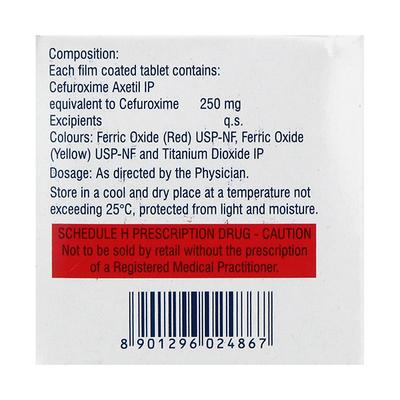 Composition:
Each film coated tablet contains:
Cefuroxime Axetil IP
equivalent to Cefuroxime 250 mg
Excipients q.s.
Colours: Ferric Oxide (Red) USP-NF, Ferric Oxide
(Yellow) USP-NF and Titanium Dioxide IP
Dosage: As directed by the Physician.
Store in a cool and dry place at a temperature not
exceeding 25°C, protected from light and moisture.
SCHEDULE H PRESCRIPTION DRUG - CAUTION
Not to be sold by retail without the prescription
of a Registered Medical Practitioner.
8 901296 024867